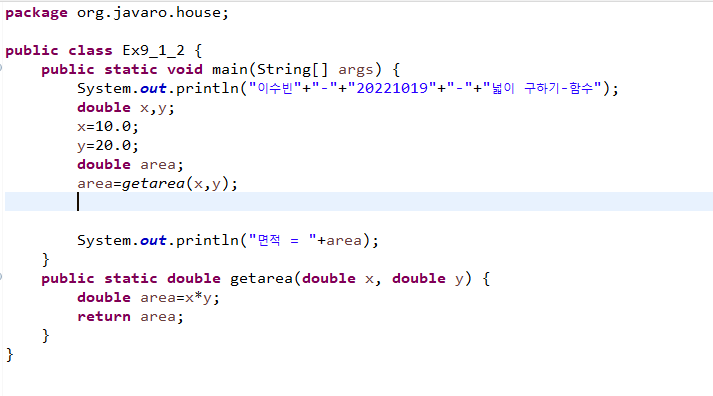 package org.javaro.house;
public class Ex9_1_2 {
public static void main(String[] args) {
System.out.println("이수빈"+"-"+"20221019"+"-"+"넓이 구하기-함수");
double x,y;
x=10.0;
y=20.0;
double area;
area=getarea(x,y);
System.out.println("면적 = "+area);
}
public static double getarea(double x, double y) {
double area=x*y;
return area;
}
}